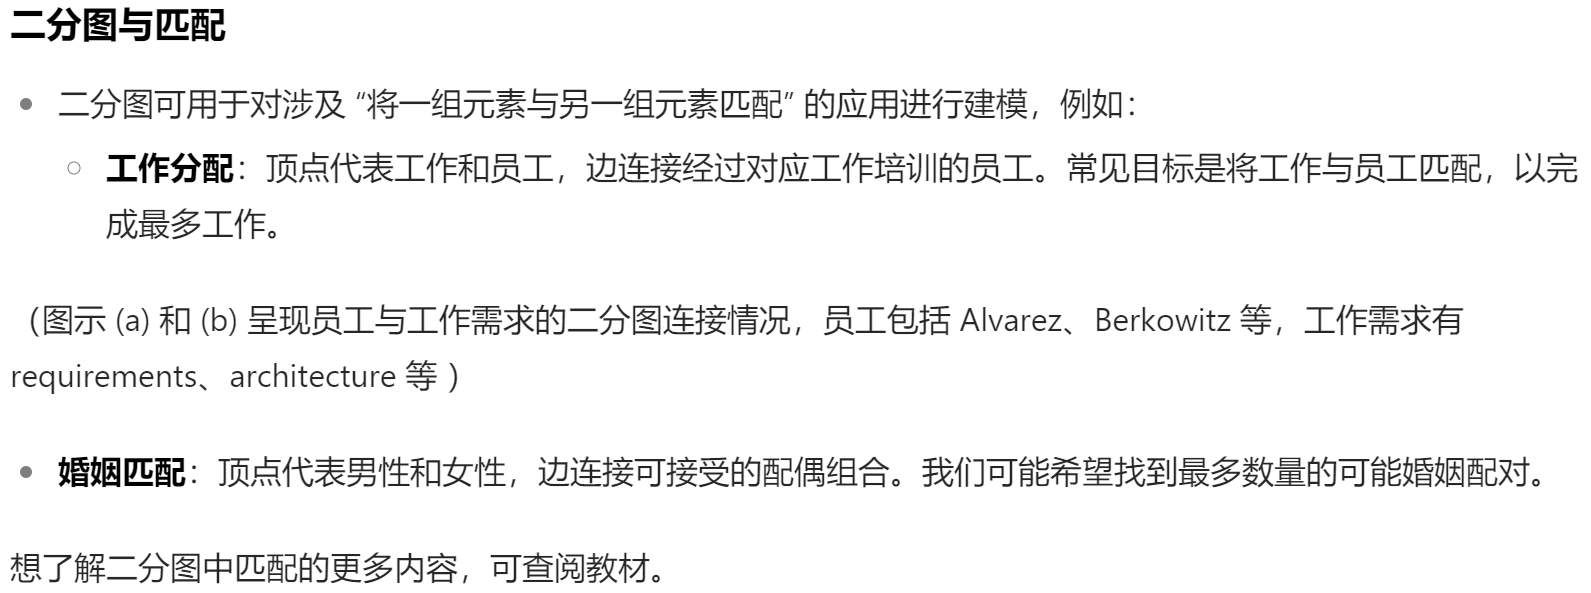 二分图与匹配
二分图可用于对涉及 “将一组元素与另一组元素匹配” 的应用进行建模，例如：
工作分配：顶点代表工作和员工，边连接经过对应工作培训的员工。常见目标是将工作与员工匹配，以完
成最多工作。
（图示 (a) 和 (b) 呈现员工与工作需求的二分图连接情况，员工包括 Alvarez、Berkowitz 等，工作需求有
requirements、architecture 等 ）
婚姻匹配：顶点代表男性和女性，边连接可接受的配偶组合。我们可能希望找到最多数量的可能婚姻配对。
想了解二分图中匹配的更多内容，可查阅教材。